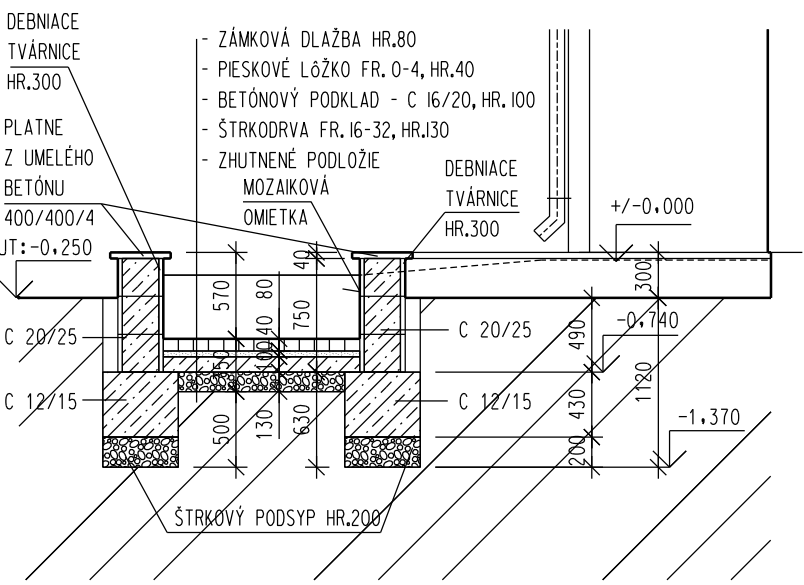 DEBNIACE
TVÁRNICE
HR.300
PLATNE
Z UMELÉHO
BETÓNU
400/400/4
UT:-0,250
- ZÁMKOVÁ DLAŽBA HR.80
- PIESKOVÉ LôŽKO FR. 0-4, HR.40
- BETÓNOVÝ PODKLAD - C 16/20, HR. 100
- ŠTRKODRVA FR. 16-32, HR.130
- ZHUTNENÉ PODLOŽIE
MOZAIKOVÁ
OMIETKA
DEBNIACE
TVÁRNICE
HR.300
+/-0,000
40
570
80
750
300
C 20/25
40
C 20/25
490
-0,740
100
C 12/15
C 12/15
430
1120
500
130
630
-1,370
200
ŠTRKOVÝ PODSYP HR.200